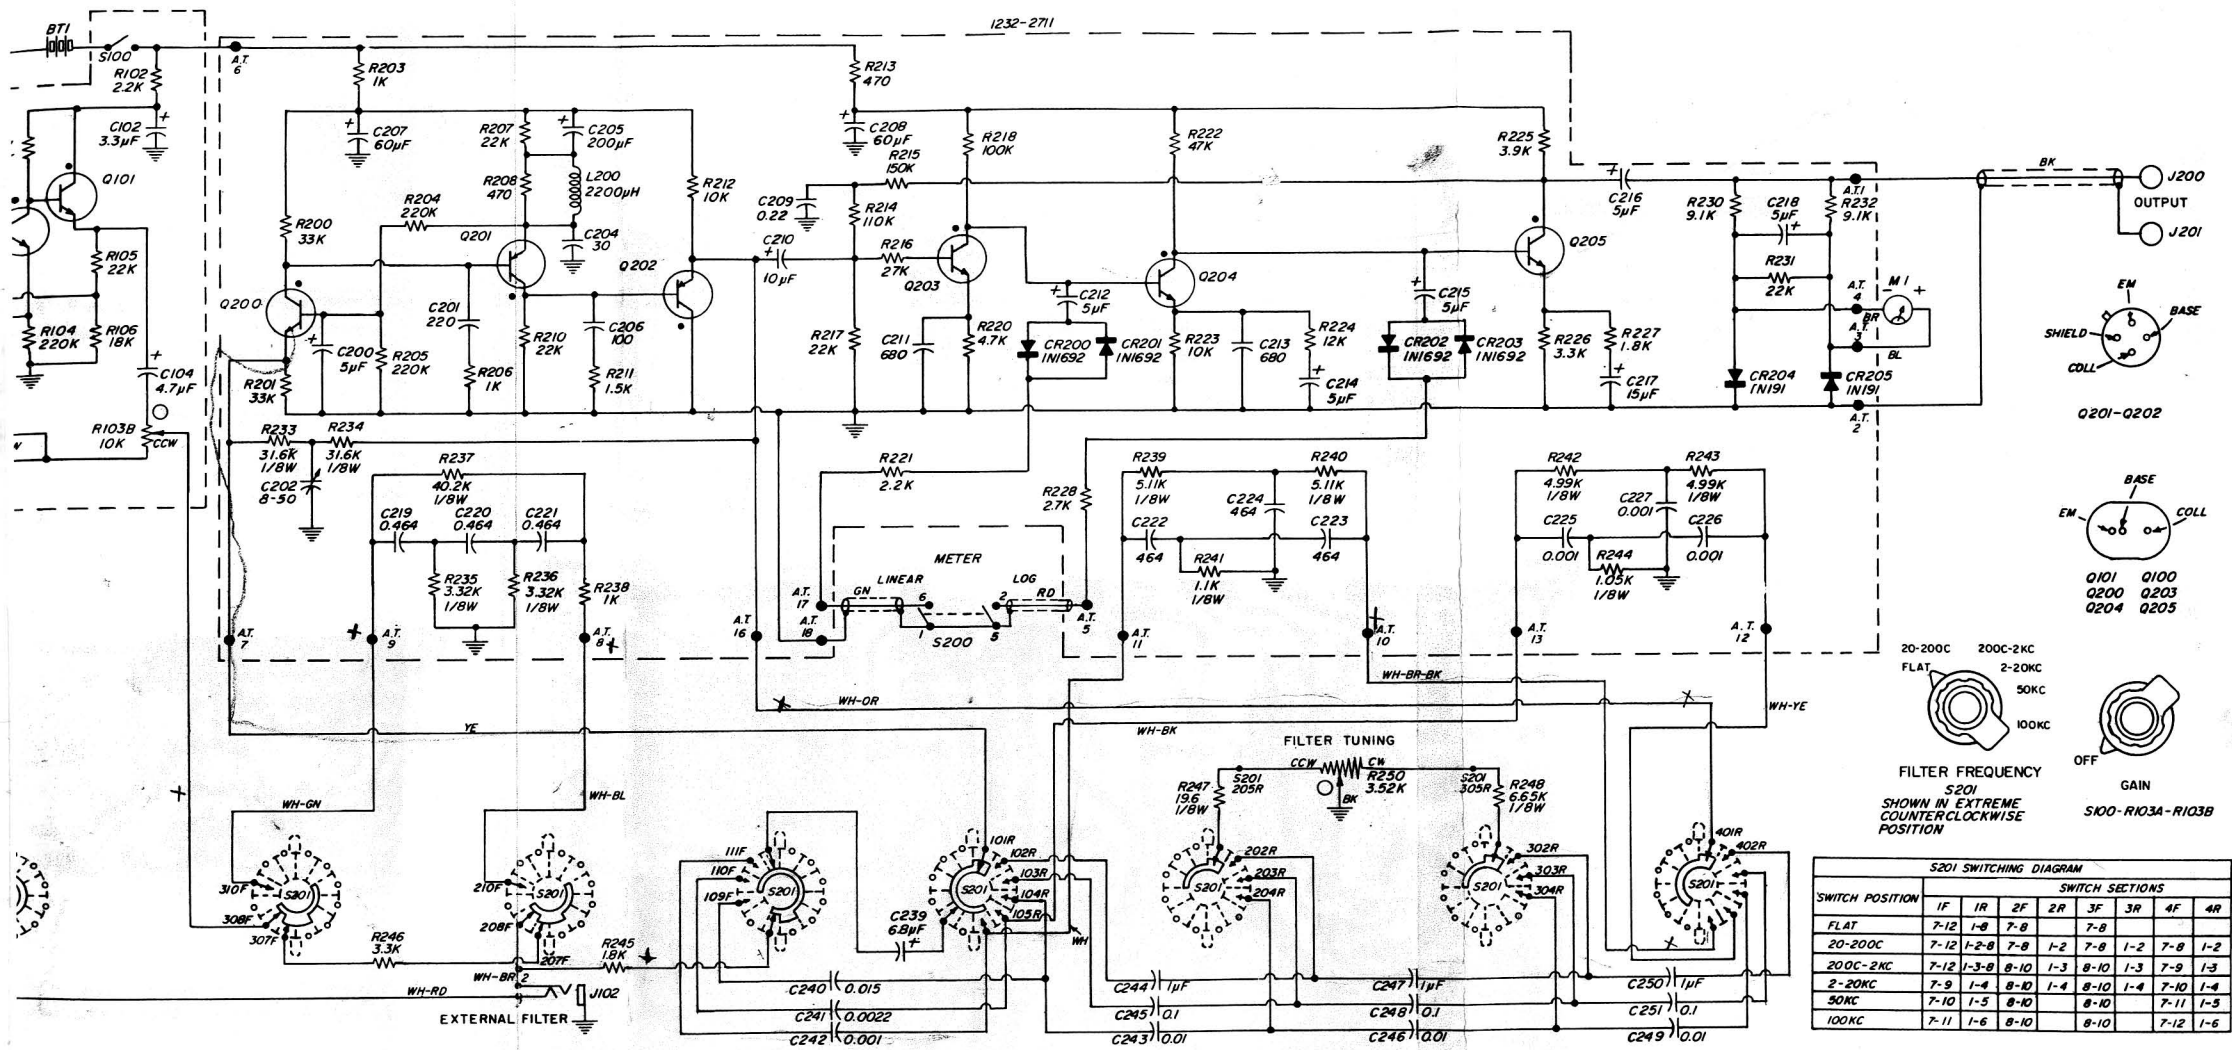 1232-2711
BT1
S100
A.T.
6
R102
2.2K
C102
3.3µF
+
Q101
R105
22K
R104
220K
R106
18K
C104
4.7µF
+
R103B
10K
CCW
R203
1K
C207
60µF
+
R200
33K
R204
220K
R207
22K
C205
200µF
+
R208
470
L200
2200µH
Q201
C204
30
R212
10K
Q202
Q200
C201
220
R210
22K
C206
100
C200
5µF
+
R205
220K
R206
1K
R211
1.5K
R201
33K
R213
470
C208
60µF
+
R215
150K
R218
100K
C209
0.22
R214
110K
C210
10µF
+
R216
27K
Q203
R217
22K
C211
680
R220
4.7K
R222
47K
Q204
C212
5µF
+
CR200
1N1692
CR201
1N1692
R223
10K
C213
680
R224
12K
C214
5µF
+
C215
5µF
+
CR202
1N1692
CR203
1N1692
R225
3.9K
Q205
R226
3.3K
R227
1.8K
C217
15µF
+
C216
5µF
+
R230
9.1K
C218
5µF
+
A.T.1
R232
9.1K
R231
22K
A.T.
4
BR
A.T.
3
BL
M1
-
+
CR204
1N191
CR205
1N191
A.T.
2
BK
J200
OUTPUT
J201
EM
BASE
SHIELD
COLL
Q201-Q202
BASE
EM
COLL
Q101 Q100
Q200 Q203
Q204 Q205
R233
31.6K
1/8W
R234
31.6K
1/8W
C202
8-50
R237
40.2K
1/8W
C219
0.464
C220
0.464
C221
0.464
R235
3.32K
1/8W
R236
3.32K
1/8W
R238
1K
A.T.
7
A.T.
9
A.T.
8
A.T.
16
R221
2.2K
R228
2.7K
METER
LINEAR
LOG
A.T.
17
GN
6
2
RD
A.T.
5
A.T.
18
1
5
S200
R239
5.11K
1/8W
R240
5.11K
1/8W
C224
464
C222
464
C223
464
R241
1.1K
1/8W
A.T.
11
A.T.
10
R242
4.99K
1/8W
R243
4.99K
1/8W
C227
0.001
C225
0.001
C226
0.001
R244
1.05K
1/8W
A.T.
13
A.T.
12
WH-OR
WH-BR-BK
WH-BK
WH-YE
YE
WH-GN
WH-BL
FILTER TUNING
CCW
CW
R250
3.52K
BK
S201
205R
S201
305R
R247
19.6
1/8W
R248
6.65K
1/8W
20-200C
200C-2KC
FLAT
2-20KC
50KC
100KC
FILTER FREQUENCY
S201
SHOWN IN EXTREME
COUNTERCLOCKWISE
POSITION
OFF
GAIN
S100-R103A-R103B
310F
S201
308F
307F
210F
S201
208F
207F
111F
110F
109F
S201
101R
102R
103R
104R
105R
S201
202R
203R
204R
S201
302R
303R
304R
S201
401R
402R
S201
R246
3.3K
R245
1.8K
WH-BR
2
WH-RD
J102
EXTERNAL FILTER
C239
6.8µF
+
WH
C240 0.015
C241 0.0022
C242 0.001
C244 1µF
C245 0.1
C243 0.01
C247 1µF
C248 0.1
C246 0.01
C250 1µF
C251 0.1
C249 0.01
S201 SWITCHING DIAGRAM
SWITCH POSITION
SWITCH SECTIONS
1F 1R 2F 2R 3F 3R 4F 4R
FLAT 7-12 1-8 7-8 7-8
20-200C 7-12 1-2-8 7-8 1-2 7-8 1-2 7-8 1-2
200C-2KC 7-12 1-3-8 8-10 1-3 8-10 1-3 7-9 1-3
2-20KC 7-9 1-4 8-10 1-4 8-10 1-4 7-10 1-4
50KC 7-10 1-5 8-10 8-10 7-11 1-5
100KC 7-11 1-6 8-10 8-10 7-12 1-6